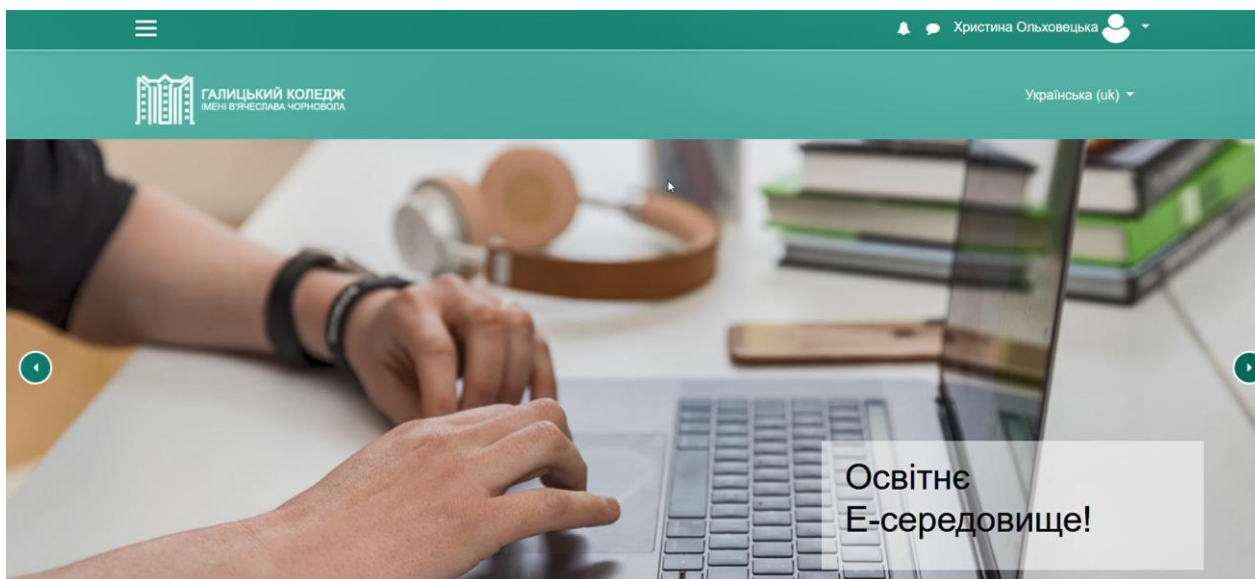 Христина Ольховецька
ГАЛИЦЬКИЙ КОЛЕДЖ
ІМЕНІ В'ЯЧЕСЛАВА ЧОРНОВОЛА
Українська (uk)
Освітнє
Е-середовище!